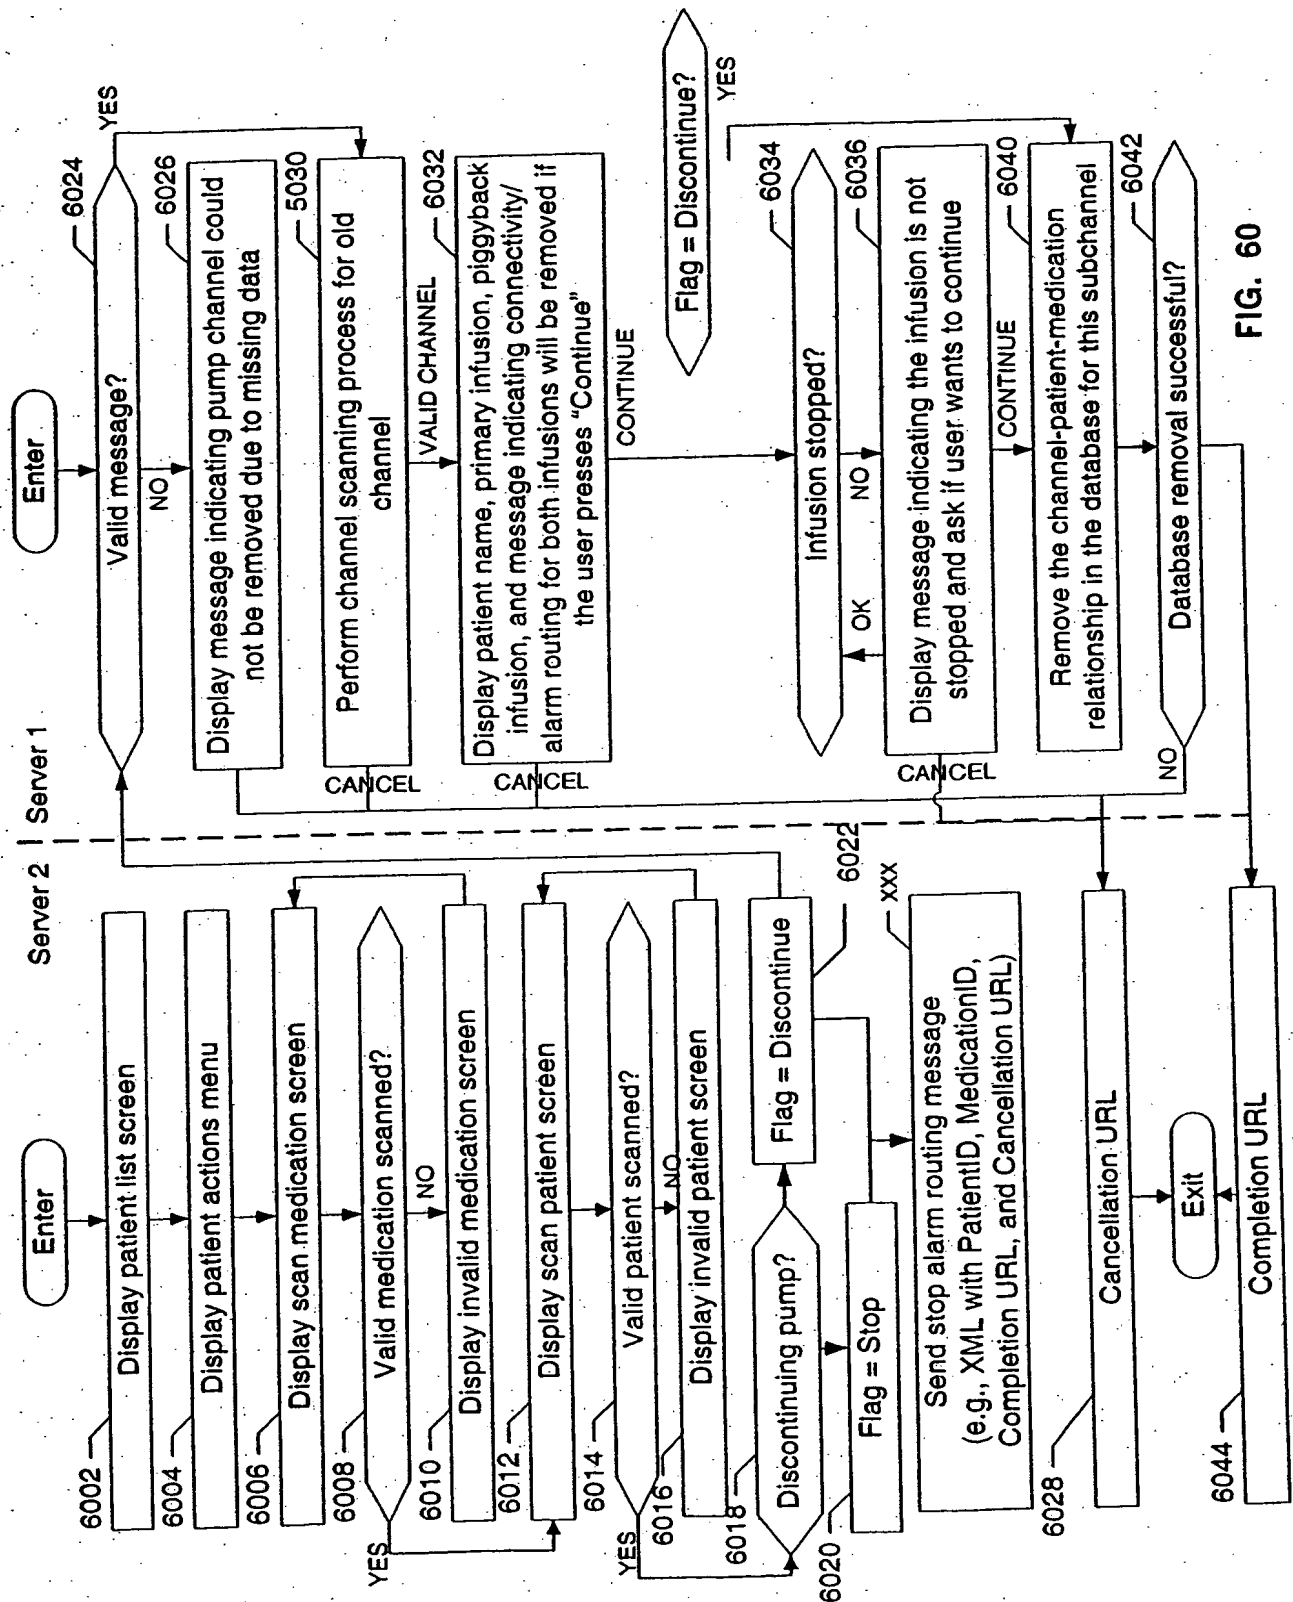 Server 2
Enter
6002
Display patient list screen
6004
Display patient actions menu
6006
Display scan medication screen
6008
Valid medication scanned?
YES
NO
6010
Display invalid medication screen
6012
Display scan patient screen
6014
Valid patient scanned?
YES
NO
6016
Display invalid patient screen
6018
Discontinuing pump?
Flag = Discontinue
6022
6020
Flag = Stop
XXX
Send stop alarm routing message
(e.g., XML with PatientID, MedicationID,
Completion URL, and Cancellation URL)
6028
Cancellation URL
Exit
6044
Completion URL
Server 1
Enter
6024
Valid message?
YES
NO
6026
Display message indicating pump channel could
not be removed due to missing data
5030
Perform channel scanning process for old
channel
CANCEL
VALID CHANNEL
6032
Display patient name, primary infusion, piggyback
infusion, and message indicating connectivity/
alarm routing for both infusions will be removed if
the user presses "Continue"
CANCEL
CONTINUE
Flag = Discontinue?
YES
6034
Infusion stopped?
OK
NO
6036
Display message indicating the infusion is not
stopped and ask if user wants to continue
CANCEL
CONTINUE
6040
Remove the channel-patient-medication
relationship in the database for this subchannel
6042
Database removal successful?
NO
FIG. 60